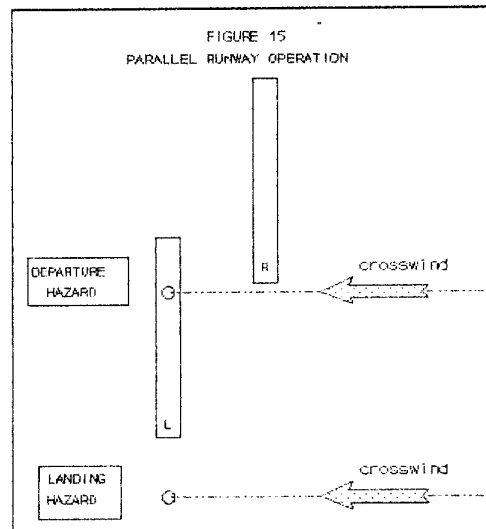 FIGURE 15
PARALLEL RUNWAY OPERATION
R
crosswind
DEPARTURE
HAZARD
L
crosswind
LANDING
HAZARD